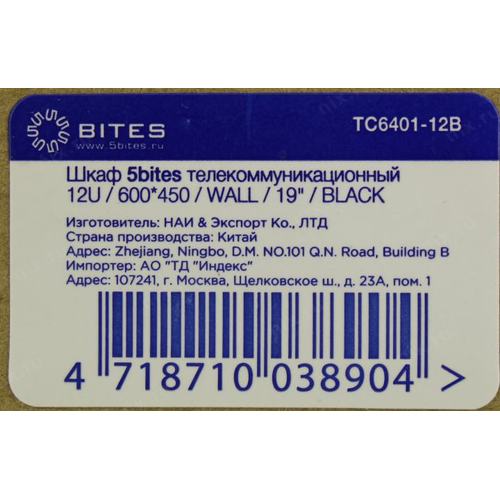 BITES
www.5bites.ru
TC6401-12B
Шкаф 5bites телекоммуникационный
12U / 600*450 / WALL / 19" / BLACK
Изготовитель: НАИ & Экспорт Ко., ЛТД
Страна производства: Китай
Адрес: Zhejiang, Ningbo, D.M. NO.101 Q.N. Road, Building B
Импортер: АО "ТД "Индекс"
Адрес: 107241, г. Москва, Щелковское ш., д. 23А, пом. 1
4 718710 038904 >